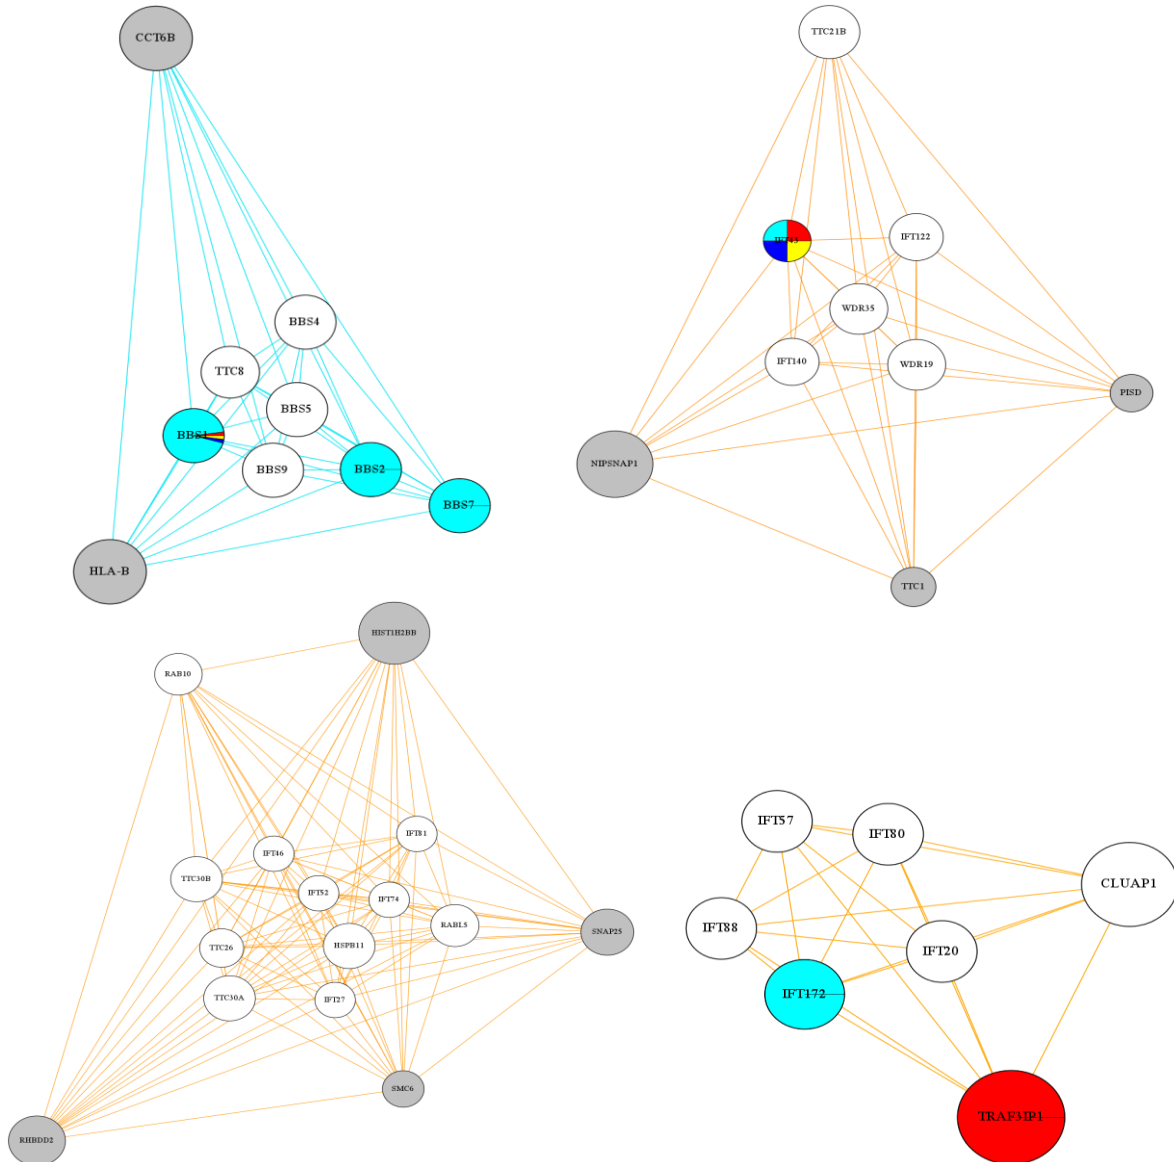 CCT6B
BBS4
TTC8
BBS5
BBS1
BBS9
BBS2
BBS7
HLA-B
TTC21B
IFT43
IFT122
WDR35
IFT140
WDR19
PISD
NIPSNAP1
TTC1
HIST1H2BB
RAB10
IFT81
IFT46
TTC30B
IFT52
IFT74
RABL5
SNAP25
TTC26
HSPB11
TTC30A
IFT27
SMC6
RHBDD2
IFT57
IFT80
CLUAP1
IFT88
IFT20
IFT172
TRAF3IP1